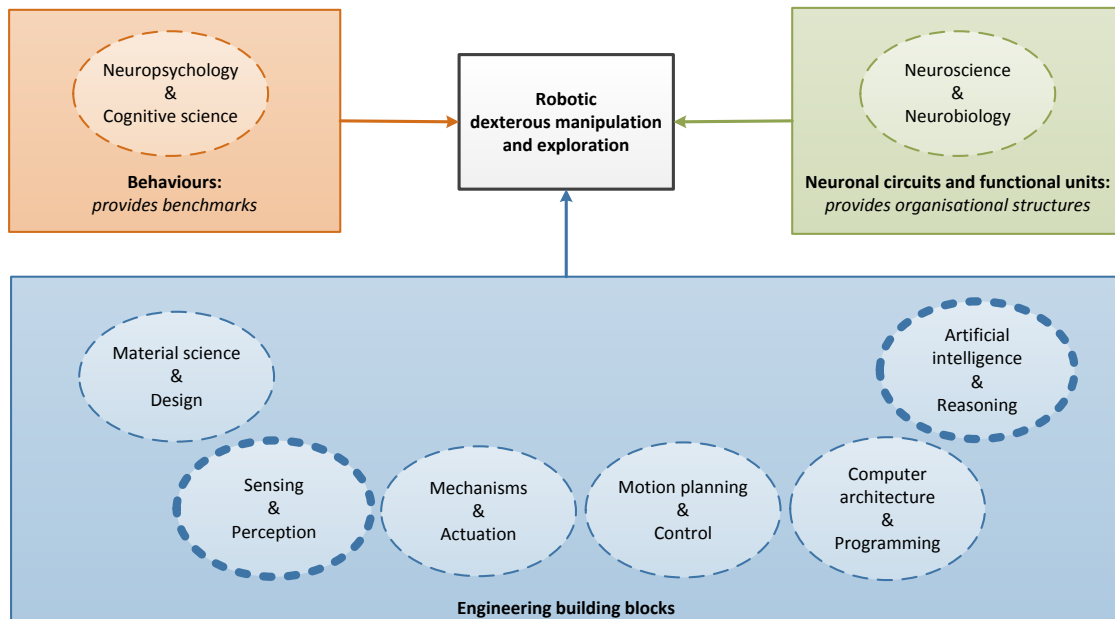 Neuropsychology
&
Cognitive science
Behaviours:
provides benchmarks
Robotic
dexterous manipulation
and exploration
Neuroscience
&
Neurobiology
Neuronal circuits and functional units:
provides organisational structures
Material science
&
Design
Sensing
&
Perception
Mechanisms
&
Actuation
Motion planning
&
Control
Computer
architecture
&
Programming
Artificial
intelligence
&
Reasoning
Engineering building blocks